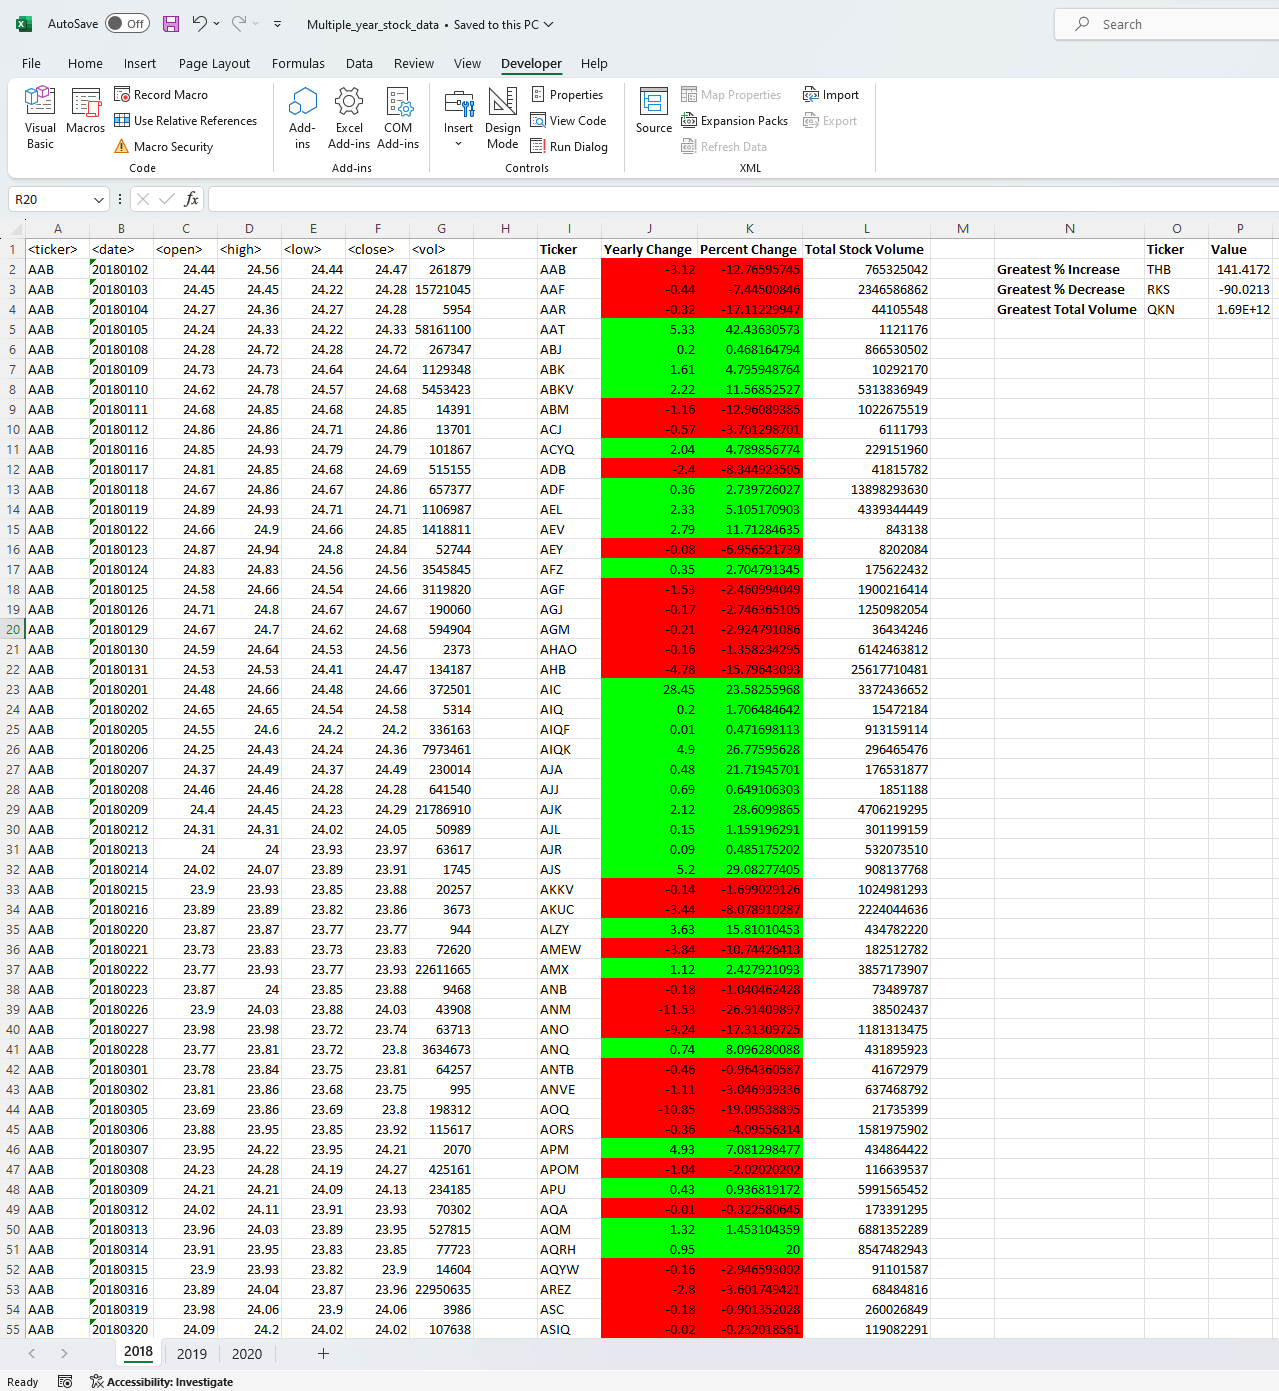 AutoSave Off Multiple_year_stock_data • Saved to this PC Search
File Home Insert Page Layout Formulas Data Review View Developer Help
Visual Basic Macros Record Macro Use Relative References Macro Security Code
Add-ins Excel Add-ins COM Add-ins Add-ins
Insert Design Mode Properties View Code Run Dialog Controls
Source Map Properties Expansion Packs Refresh Data Import Export XML
R20 fx
A B C D E F G H I J K L M N O P
1 <ticker> <date> <open> <high> <low> <close> <vol> Ticker Yearly Change Percent Change Total Stock Volume Ticker Value
2 AAB 20180102 24.44 24.56 24.44 24.47 261879 AAB -3.12 -12.76595745 765325042 Greatest % Increase THB 141.4172
3 AAB 20180103 24.45 24.45 24.22 24.28 15721045 AAF -0.44 -7.44500846 2346586862 Greatest % Decrease RKS -90.0213
4 AAB 20180104 24.27 24.36 24.27 24.28 5954 AAR -0.32 -17.11229947 44105548 Greatest Total Volume QKN 1.69E+12
5 AAB 20180105 24.24 24.33 24.22 24.33 58161100 AAT 5.33 42.43630573 1121176
6 AAB 20180108 24.28 24.72 24.28 24.72 267347 ABJ 0.2 0.468164794 866530502
7 AAB 20180109 24.73 24.73 24.64 24.64 1129348 ABK 1.61 4.795948764 10292170
8 AAB 20180110 24.62 24.78 24.57 24.68 5453423 ABKV 2.22 11.56852527 5313836949
9 AAB 20180111 24.68 24.85 24.68 24.85 14391 ABM -1.16 -12.96089385 1022675519
10 AAB 20180112 24.86 24.86 24.71 24.86 13701 ACJ -0.57 -3.701298701 6111793
11 AAB 20180116 24.85 24.93 24.79 24.79 101867 ACYQ 2.04 4.789856774 229151960
12 AAB 20180117 24.81 24.85 24.68 24.69 515155 ADB -2.4 -8.344923505 41815782
13 AAB 20180118 24.67 24.86 24.67 24.86 657377 ADF 0.36 2.739726027 13898293630
14 AAB 20180119 24.89 24.93 24.71 24.71 1106987 AEL 2.33 5.105170903 4339344449
15 AAB 20180122 24.66 24.9 24.66 24.85 1418811 AEV 2.79 11.71284635 843138
16 AAB 20180123 24.87 24.94 24.8 24.84 52744 AEY -0.08 -6.956521739 8202084
17 AAB 20180124 24.83 24.83 24.56 24.56 3545845 AFZ 0.35 2.704791345 175622432
18 AAB 20180125 24.58 24.66 24.54 24.66 3119820 AGF -1.53 -2.460994049 1900216414
19 AAB 20180126 24.71 24.8 24.67 24.67 190060 AGJ -0.17 -2.746365105 1250982054
20 AAB 20180129 24.67 24.7 24.62 24.68 594904 AGM -0.21 -2.924791086 36434246
21 AAB 20180130 24.59 24.64 24.53 24.56 2373 AHAO -0.16 -1.358234295 6142463812
22 AAB 20180131 24.53 24.53 24.41 24.47 134187 AHB -4.78 -15.79643093 25617710481
23 AAB 20180201 24.48 24.66 24.48 24.66 372501 AIC 28.45 23.58255968 3372436652
24 AAB 20180202 24.65 24.65 24.54 24.58 5314 AIQ 0.2 1.706484642 15472184
25 AAB 20180205 24.55 24.6 24.2 24.2 336163 AIQF 0.01 0.471698113 913159114
26 AAB 20180206 24.25 24.43 24.24 24.36 7973461 AIQK 4.9 26.77595628 296465476
27 AAB 20180207 24.37 24.49 24.37 24.49 230014 AJA 0.48 21.71945701 176531877
28 AAB 20180208 24.46 24.46 24.28 24.28 641540 AJJ 0.69 0.649106303 1851188
29 AAB 20180209 24.4 24.45 24.23 24.29 21786910 AJK 2.12 28.6099865 4706219295
30 AAB 20180212 24.31 24.31 24.02 24.05 50989 AJL 0.15 1.159196291 301199159
31 AAB 20180213 24 24 23.93 23.97 63617 AJR 0.09 0.485175202 532073510
32 AAB 20180214 24.02 24.07 23.89 23.91 1745 AJS 5.2 29.08277405 908137768
33 AAB 20180215 23.9 23.93 23.85 23.88 20257 AKKV -0.14 -1.699029126 1024981293
34 AAB 20180216 23.89 23.89 23.82 23.86 3673 AKUC -3.44 -8.078910287 2224044636
35 AAB 20180220 23.87 23.87 23.77 23.77 944 ALZY 3.63 15.81010453 434782220
36 AAB 20180221 23.73 23.83 23.73 23.83 72620 AMEW -3.84 -10.74426413 182512782
37 AAB 20180222 23.77 23.93 23.77 23.93 22611665 AMX 1.12 2.427921093 3857173907
38 AAB 20180223 23.87 24 23.85 23.88 9468 ANB -0.18 -1.040462428 73489787
39 AAB 20180226 23.9 24.03 23.88 24.03 43908 ANM -11.53 -26.91409897 38502437
40 AAB 20180227 23.98 23.98 23.72 23.74 63713 ANO -9.24 -17.31309725 1181313475
41 AAB 20180228 23.77 23.81 23.72 23.8 3634673 ANQ 0.74 8.096280088 431895923
42 AAB 20180301 23.78 23.84 23.75 23.81 64257 ANTB -0.46 -0.964360587 41672979
43 AAB 20180302 23.81 23.86 23.68 23.75 995 ANVE -1.11 -3.046939336 637468792
44 AAB 20180305 23.69 23.86 23.69 23.8 198312 AOQ -10.85 -19.09538895 21735399
45 AAB 20180306 23.88 23.95 23.85 23.92 115617 AORS -0.36 -4.09556314 1581975902
46 AAB 20180307 23.95 24.22 23.95 24.21 2070 APM 4.93 7.081298477 434864422
47 AAB 20180308 24.23 24.28 24.19 24.27 425161 APOM -1.04 -2.02020202 116639537
48 AAB 20180309 24.21 24.21 24.09 24.13 234185 APU 0.43 0.936819172 5991565452
49 AAB 20180312 24.02 24.11 23.91 23.93 70302 AQA -0.01 -0.322580645 173391295
50 AAB 20180313 23.96 24.03 23.89 23.95 527815 AQM 1.32 1.453104359 6881352289
51 AAB 20180314 23.91 23.95 23.83 23.85 77723 AQRH 0.95 20 8547482943
52 AAB 20180315 23.9 23.93 23.82 23.9 14604 AQYW -0.16 -2.946593002 91101587
53 AAB 20180316 23.89 24.04 23.87 23.96 22950635 AREZ -2.8 -3.601749421 68484816
54 AAB 20180319 23.98 24.06 23.9 24.06 3986 ASC -0.18 -0.901352028 260026849
55 AAB 20180320 24.09 24.2 24.02 24.02 107638 ASIQ -0.02 -0.232018561 119082291
2018 2019 2020
Ready Accessibility: Investigate